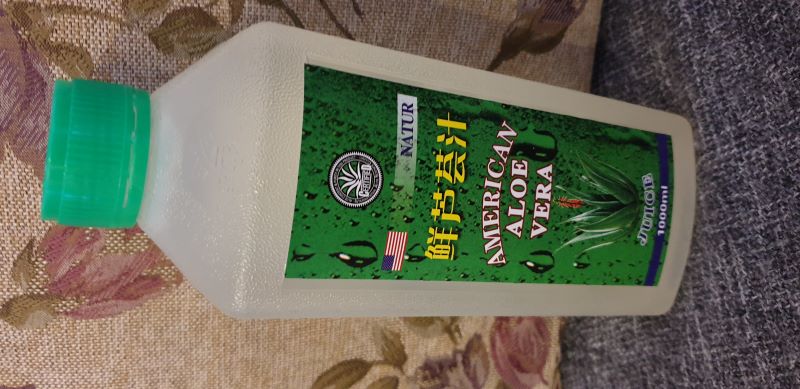 NATUR
鲜芦荟汁
AMERICAN
ALOE
VERA
JUICE
1000ml